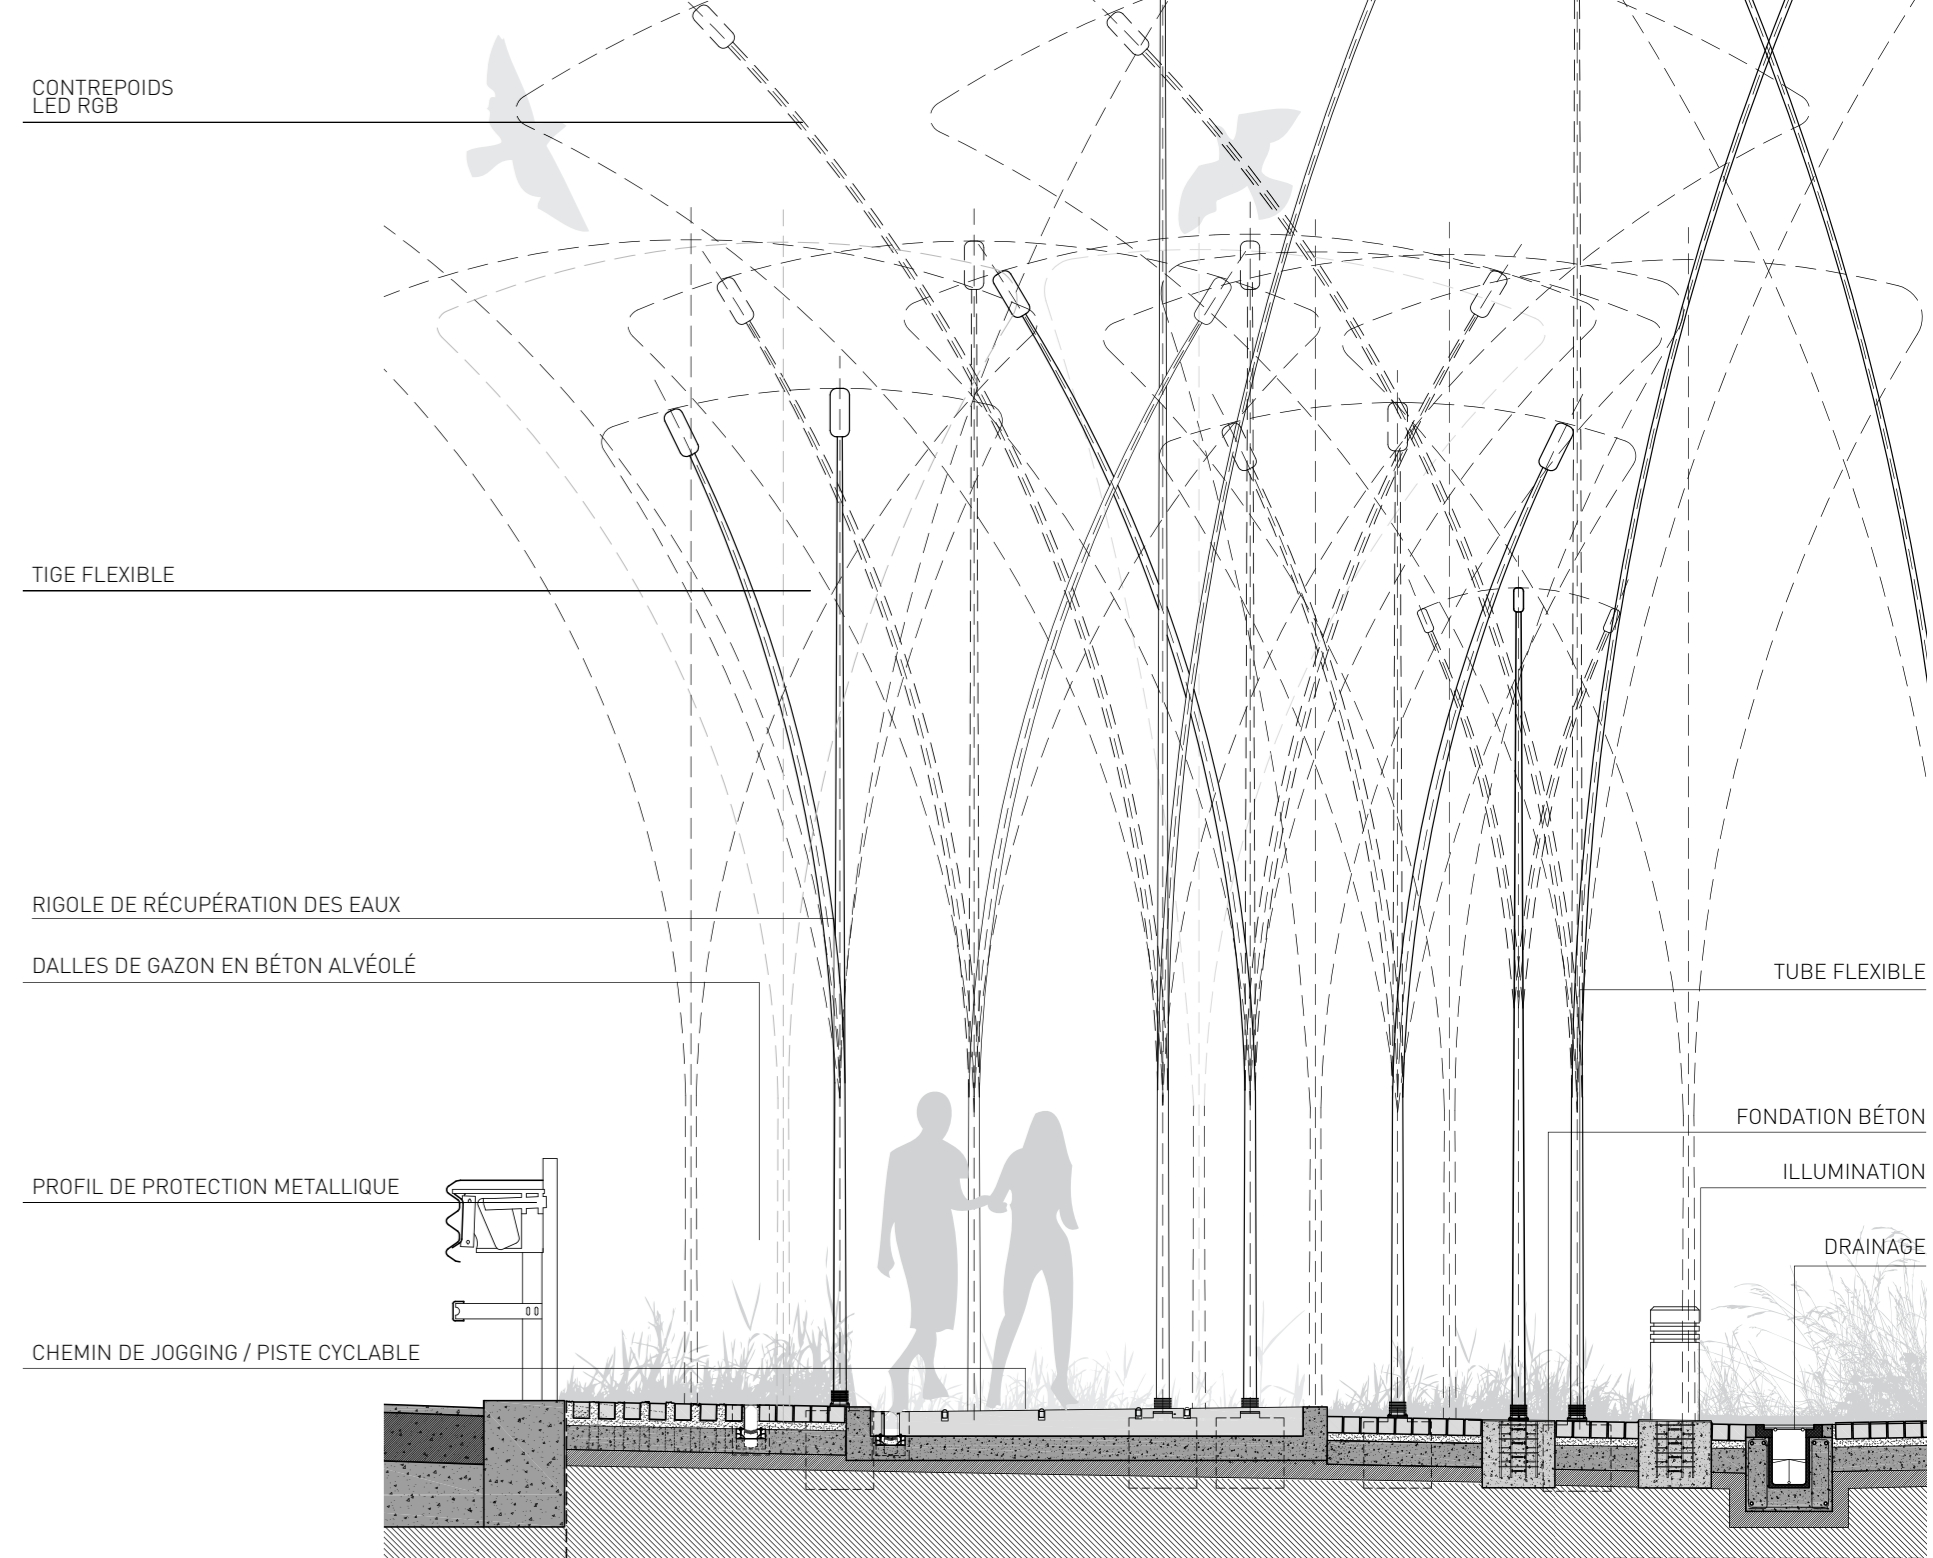 CONTREPOIDS
LED RGB
TIGE FLEXIBLE
RIGOLE DE RÉCUPÉRATION DES EAUX
DALLES DE GAZON EN BÉTON ALVÉOLÉ
TUBE FLEXIBLE
FONDATION BÉTON
ILLUMINATION
PROFIL DE PROTECTION METALLIQUE
DRAINAGE
CHEMIN DE JOGGING / PISTE CYCLABLE